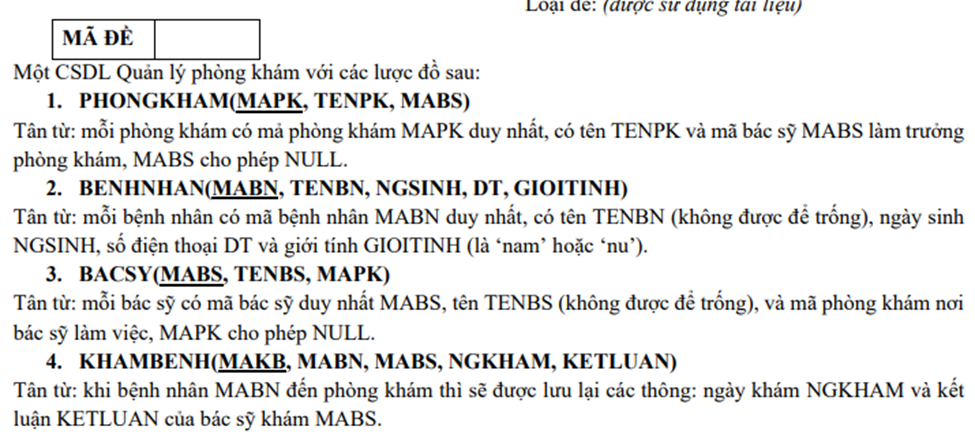 Loại đề: (được sử dụng tài liệu)
MÃ ĐỀ
Một CSDL Quản lý phòng khám với các lược đồ sau:
1. PHONGKHAM(MAPK, TENPK, MABS)
Tân từ: mỗi phòng khám có mả phòng khám MAPK duy nhất, có tên TENPK và mã bác sỹ MABS làm trưởng
phòng khám, MABS cho phép NULL.
2. BENHNHAN(MABN, TENBN, NGSINH, DT, GIOITINH)
Tân từ: mỗi bệnh nhân có mã bệnh nhân MABN duy nhất, có tên TENBN (không được để trống), ngày sinh
NGSINH, số điện thoại DT và giới tính GIOITINH (là ‘nam’ hoặc ‘nu’).
3. BACSY(MABS, TENBS, MAPK)
Tân từ: mỗi bác sỹ có mã bác sỹ duy nhất MABS, tên TENBS (không được để trống), và mã phòng khám nơi
bác sỹ làm việc, MAPK cho phép NULL.
4. KHAMBENH(MAKB, MABN, MABS, NGKHAM, KETLUAN)
Tân từ: khi bệnh nhân MABN đến phòng khám thì sẽ được lưu lại các thông: ngày khám NGKHAM và kết
luận KETLUAN của bác sỹ khám MABS.